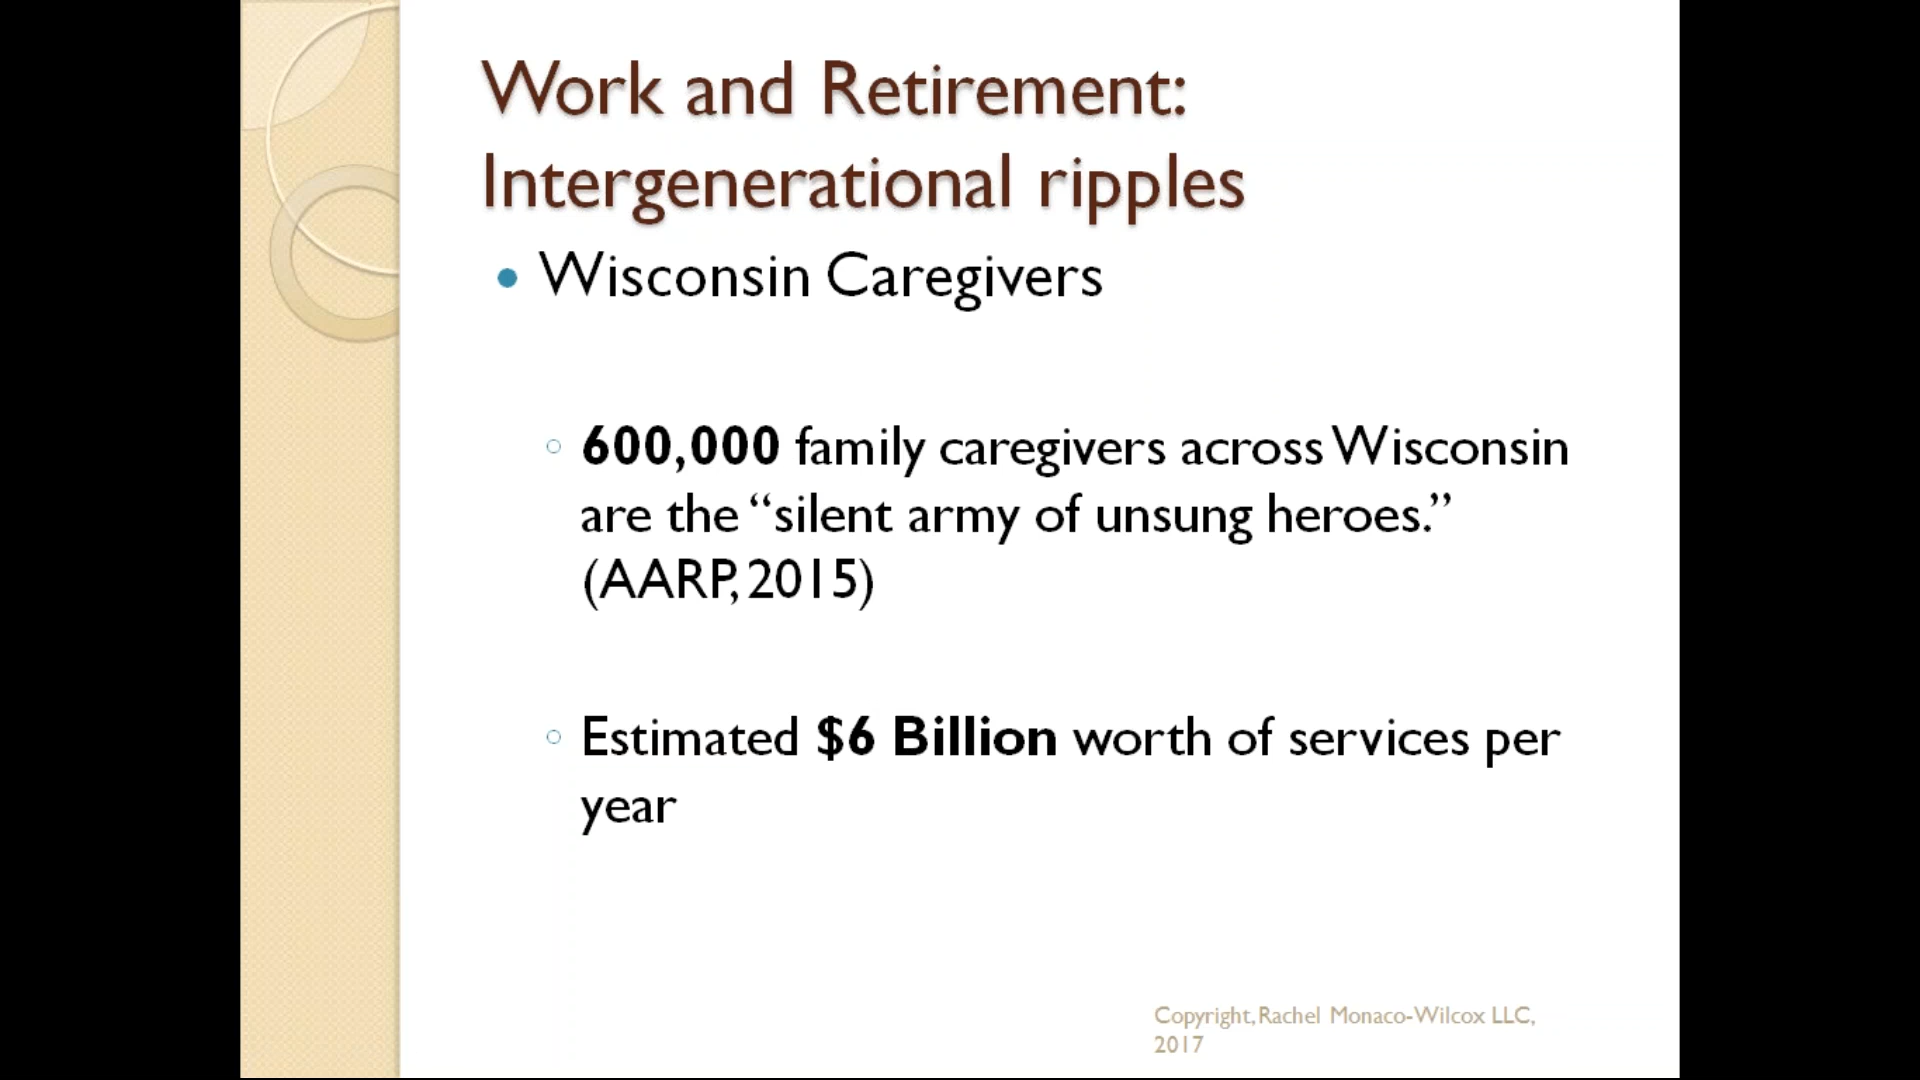 Work and Retirement:
Intergenerational ripples
• Wisconsin Caregivers
◦ 600,000 family caregivers across Wisconsin
are the “silent army of unsung heroes.”
(AARP, 2015)
◦ Estimated $6 Billion worth of services per
year
Copyright, Rachel Monaco-Wilcox LLC,
2017